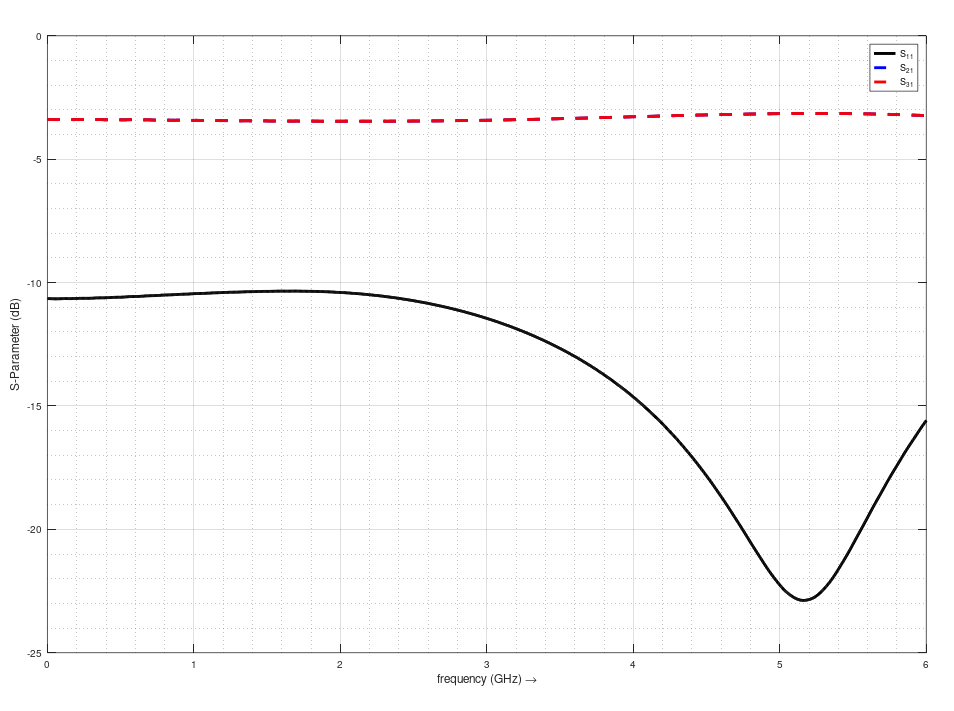 0
-5
-10
-15
-20
-25
S-Parameter (dB)
0 1 2 3 4 5 6
frequency (GHz) →
S₁₁
S₂₁
S₃₁